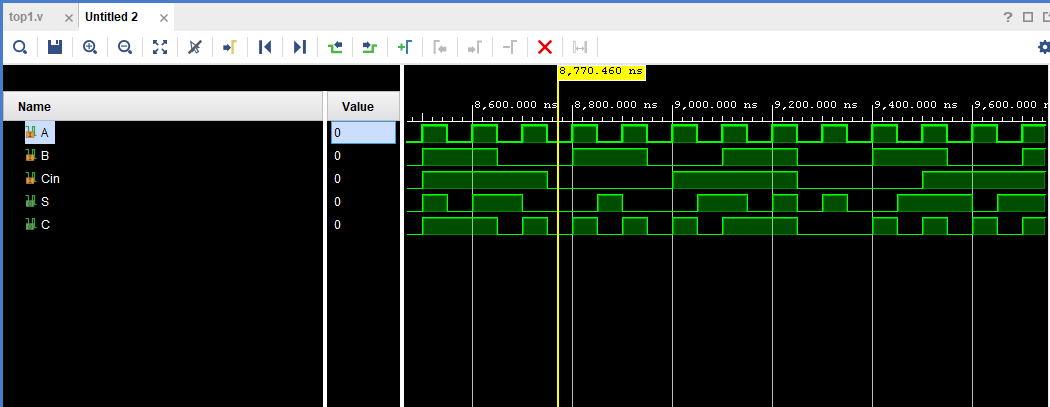 top1.v × Untitled 2 × ?
8,770.460 ns
Name Value
8,600.000 ns 8,800.000 ns 9,000.000 ns 9,200.000 ns 9,400.000 ns 9,600.000 ns
A 0
B 0
Cin 0
S 0
C 0